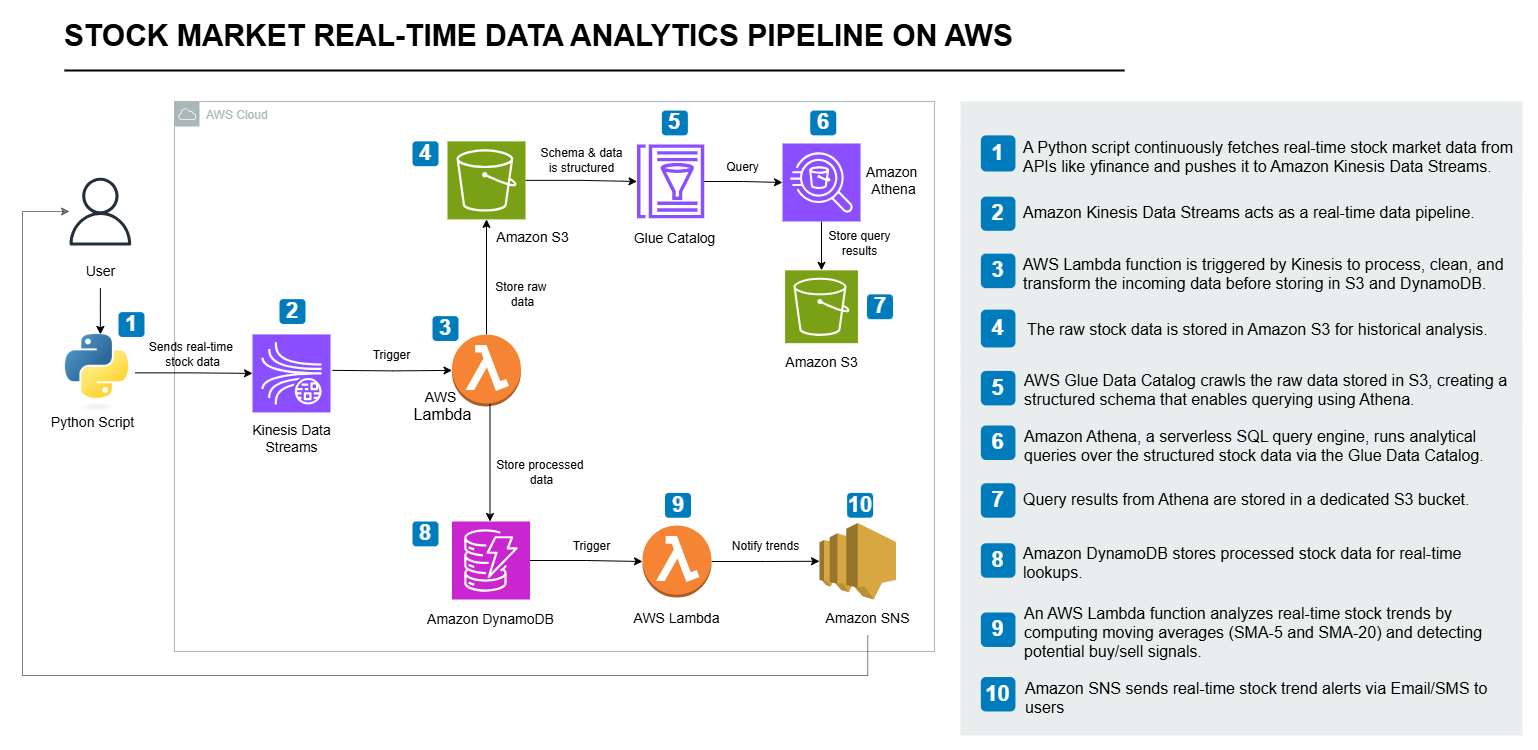 STOCK MARKET REAL-TIME DATA ANALYTICS PIPELINE ON AWS
AWS Cloud
User
1
Python Script
Sends real-time
stock data
2
Kinesis Data
Streams
Trigger
3
AWS
Lambda
Store raw
data
4
Amazon S3
Schema & data
is structured
5
Glue Catalog
Query
6
Amazon
Athena
Store query
results
7
Amazon S3
Store processed
data
8
Amazon DynamoDB
Trigger
9
AWS Lambda
Notify trends
10
Amazon SNS
1
A Python script continuously fetches real-time stock market data from
APIs like yfinance and pushes it to Amazon Kinesis Data Streams.
2
Amazon Kinesis Data Streams acts as a real-time data pipeline.
3
AWS Lambda function is triggered by Kinesis to process, clean, and
transform the incoming data before storing in S3 and DynamoDB.
4
The raw stock data is stored in Amazon S3 for historical analysis.
5
AWS Glue Data Catalog crawls the raw data stored in S3, creating a
structured schema that enables querying using Athena.
6
Amazon Athena, a serverless SQL query engine, runs analytical
queries over the structured stock data via the Glue Data Catalog.
7
Query results from Athena are stored in a dedicated S3 bucket.
8
Amazon DynamoDB stores processed stock data for real-time
lookups.
9
An AWS Lambda function analyzes real-time stock trends by
computing moving averages (SMA-5 and SMA-20) and detecting
potential buy/sell signals.
10
Amazon SNS sends real-time stock trend alerts via Email/SMS to
users